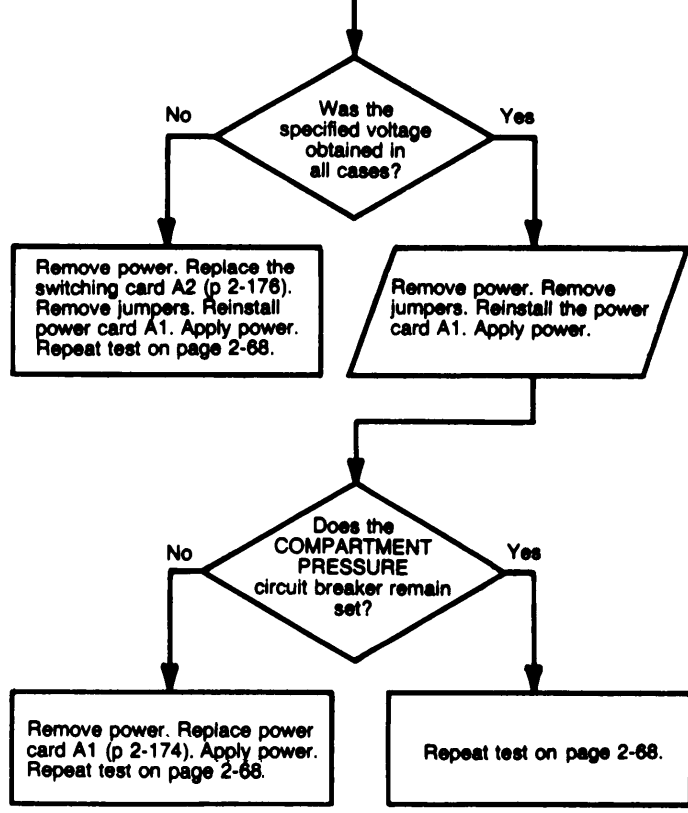 Was the
specified voltage
obtained in
all cases?
No
Yes
Remove power. Replace the
switching card A2 (p 2-176).
Remove jumpers. Reinstall
power card A1. Apply power.
Repeat test on page 2-68.
Remove power. Remove
jumpers. Reinstall the power
card A1. Apply power.
Does the
COMPARTMENT
PRESSURE
circuit breaker remain
set?
No
Yes
Remove power. Replace power
card A1 (p 2-174). Apply power.
Repeat test on page 2-68.
Repeat test on page 2-68.